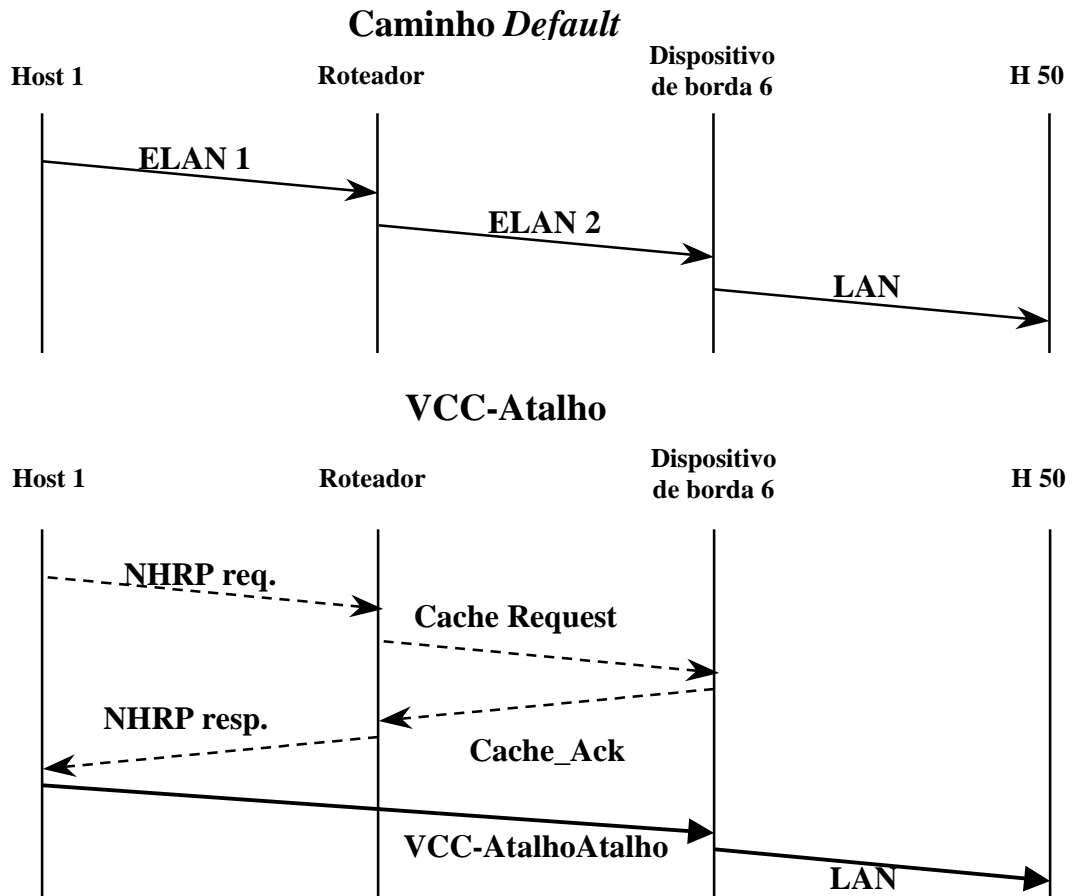 Caminho Default
Host 1
Roteador
Dispositivo
de borda 6
H 50
ELAN 1
ELAN 2
LAN
VCC-Atalho
Host 1
Roteador
Dispositivo
de borda 6
H 50
NHRP req.
Cache Request
NHRP resp.
Cache_Ack
VCC-AtalhoAtalho
LAN